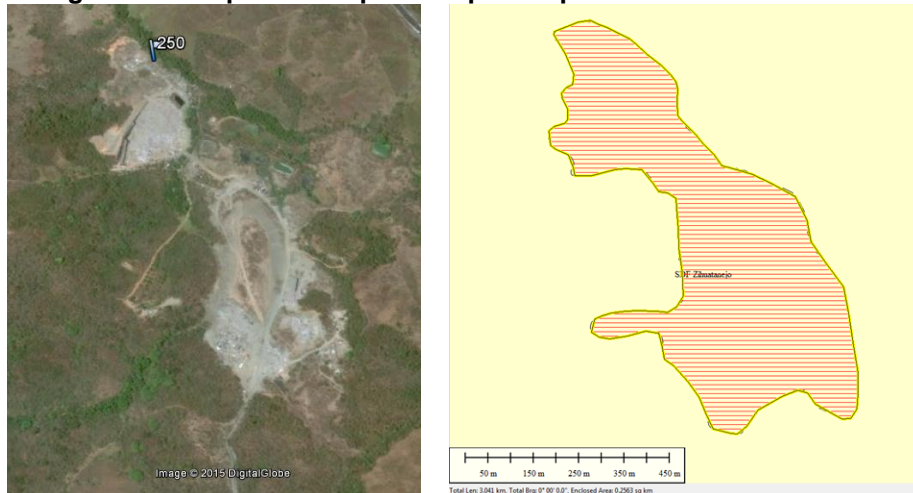 250
Image © 2015 DigitalGlobe
SDF Zihuatanejo
50 m 150 m 250 m 350 m 450 m
Total Len: 3.041 km, Total Brg: 0° 00' 0.0", Enclosed Area: 0.2563 sq km